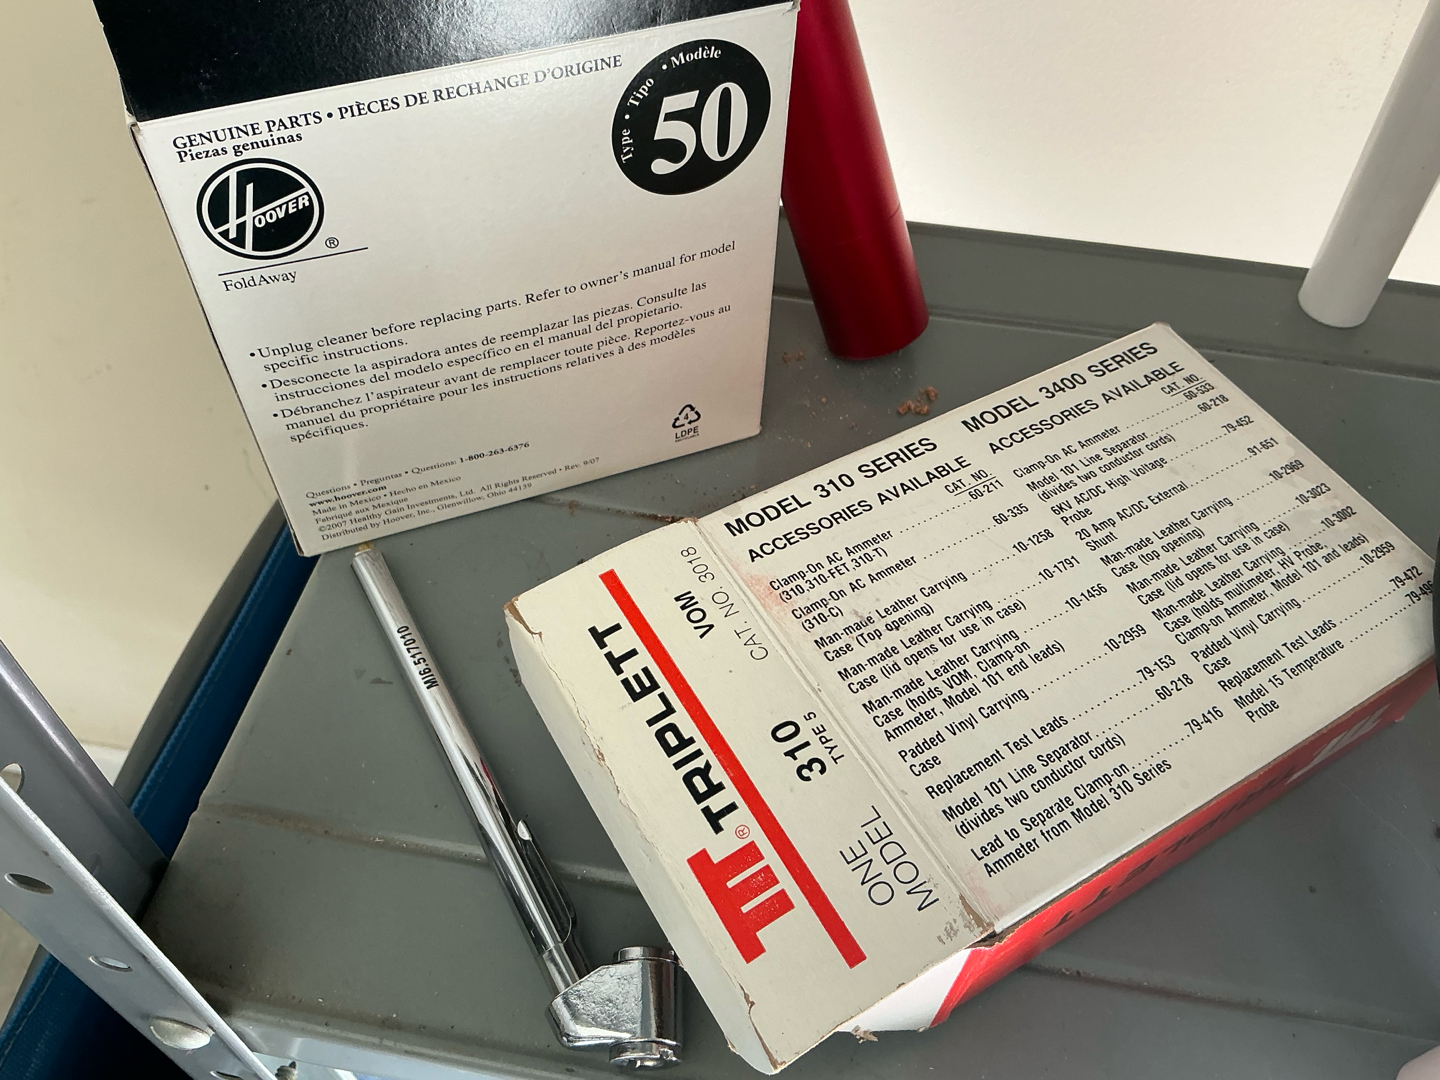 GENUINE PARTS • PIÈCES DE RECHANGE D'ORIGINE
Piezas genuinas
Type • Tipo • Modèle
50
HOOVER
®
FoldAway
•Unplug cleaner before replacing parts. Refer to owner's manual for model
specific instructions.
•Desconecte la aspiradora antes de reemplazar las piezas. Consulte las
instrucciones del modelo específico en el manual del propietario.
•Débranchez l'aspirateur avant de remplacer toute pièce. Reportez-vous au
manuel du propriétaire pour les instructions relatives à des modèles
spécifiques.
4
LDPE
Questions • Preguntas • Questions: 1-800-263-6376
www.hoover.com
Made in Mexico • Hecho en México
Fabriqué aux Mexique
©2007 Healthy Gain Investments, Ltd. All Rights Reserved • Rev. 9/07
Distributed by Hoover, Inc., Glenwillow, Ohio 44139
MI6.517010
TRIPLETT
®
VOM
CAT. NO. 3018
310
TYPE 5
ONE
MODEL
MODEL 310 SERIES
ACCESSORIES AVAILABLE
CAT. NO.
Clamp-On AC Ammeter 60-211
(310,310-FET,310-T)
Clamp-On AC Ammeter 60-335
(310-C)
Man-made Leather Carrying 10-1258
Case (Top opening)
Man-made Leather Carrying 10-1791
Case (lid opens for use in case)
Man-made Leather Carrying 10-1456
Case (holds VOM, Clamp-on
Ammeter, Model 101 end leads)
Padded Vinyl Carrying 10-2959
Case
Replacement Test Leads 79-153
Model 101 Line Separator 60-218
(divides two conductor cords)
Lead to Separate Clamp-on 79-416
Ammeter from Model 310 Series
MODEL 3400 SERIES
ACCESSORIES AVAILABLE
CAT. NO.
Clamp-On AC Ammeter 60-533
Model 101 Line Separator 60-218
(divides two conductor cords)
6KV AC/DC High Voltage 79-452
Probe
20 Amp AC/DC External 91-651
Shunt
Man-made Leather Carrying 10-2969
Case (top opening)
Man-made Leather Carrying 10-3023
Case (lid opens for use in case)
Man-made Leather Carrying 10-3002
Case (holds multimeter, HV Probe,
Clamp-on Ammeter, Model 101 and leads)
Padded Vinyl Carrying 10-2959
Case
Replacement Test Leads 79-472
Model 15 Temperature
Probe
TRIPLETT